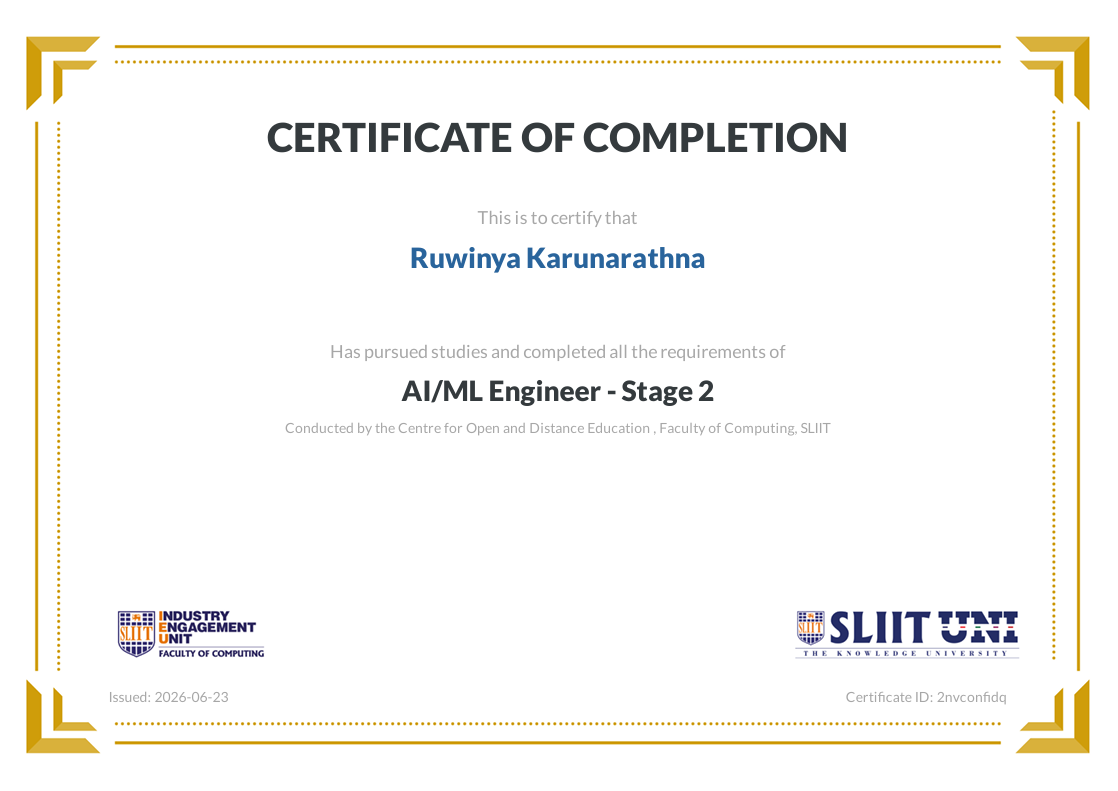 CERTIFICATE OF COMPLETION
This is to certify that
Ruwinya Karunarathna
Has pursued studies and completed all the requirements of
AI/ML Engineer - Stage 2
Conducted by the Centre for Open and Distance Education , Faculty of Computing, SLIIT
SLIIT
INDUSTRY
ENGAGEMENT
UNIT
FACULTY OF COMPUTING
SLIIT
SLIIT UNI
THE KNOWLEDGE UNIVERSITY
Issued: 2026-06-23
Certificate ID: 2nvconfidq